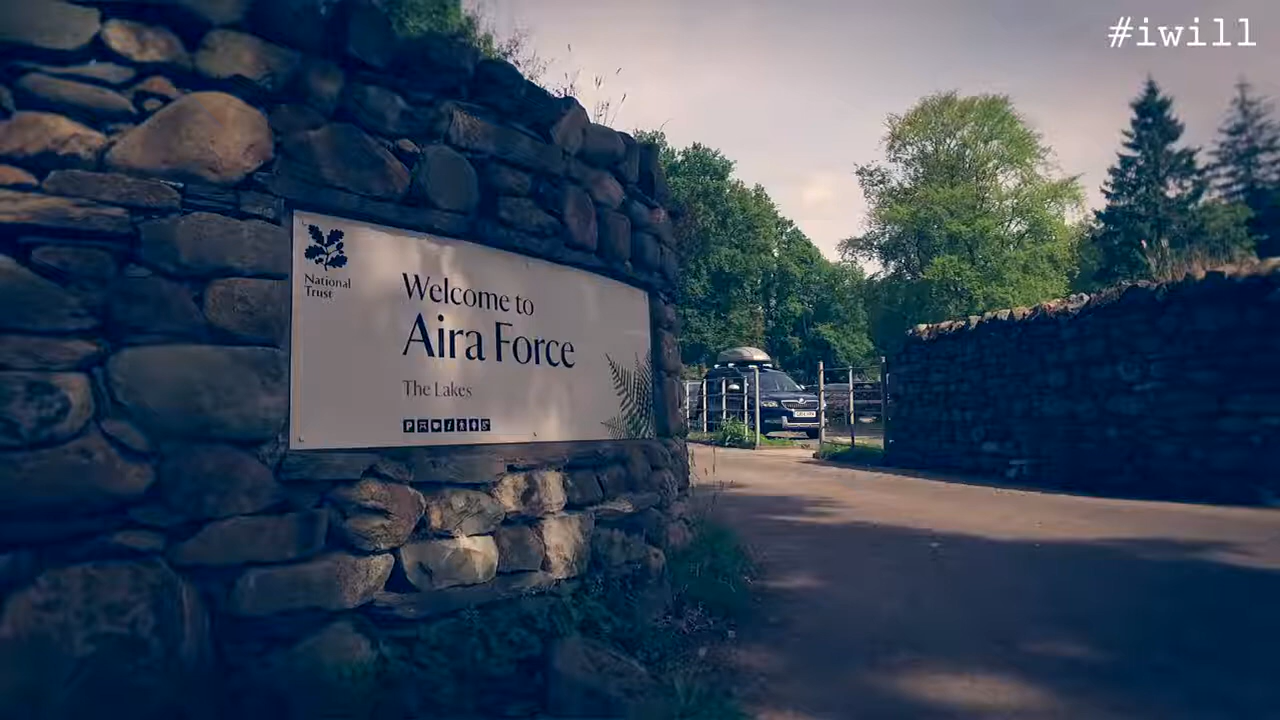 #iwill
National
Trust
Welcome to
Aira Force
The Lakes
P